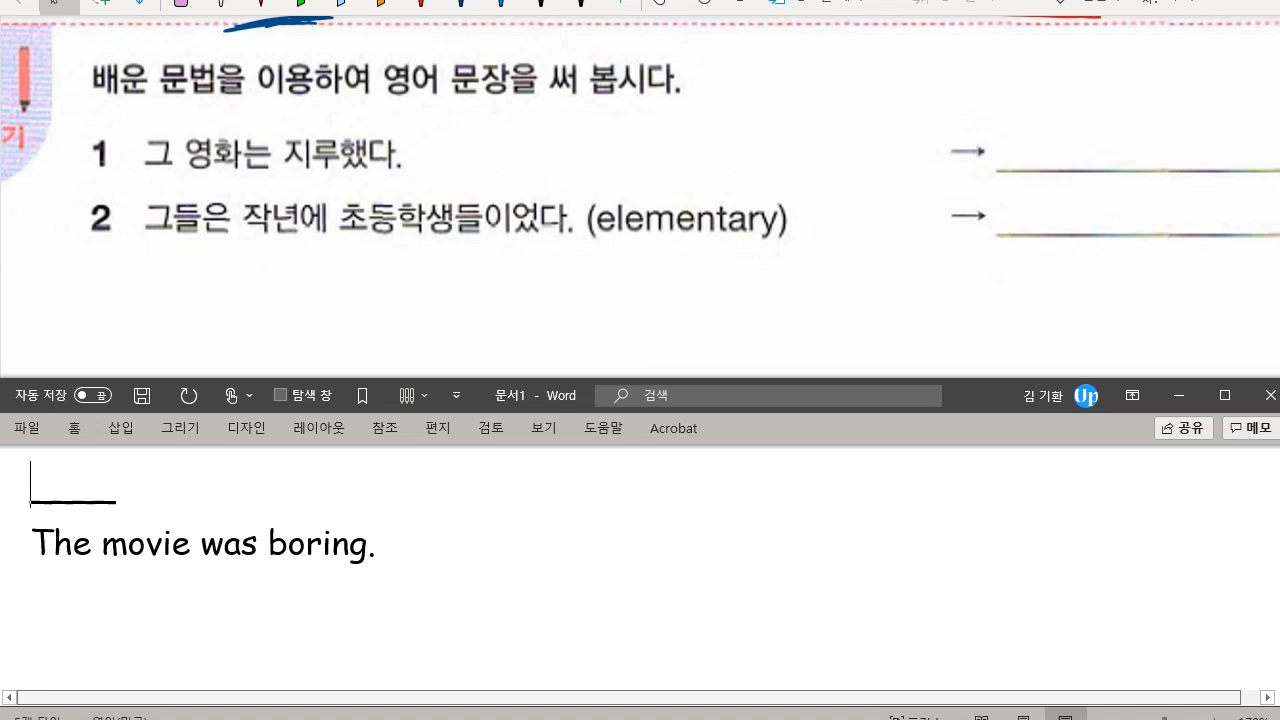 배운 문법을 이용하여 영어 문장을 써 봅시다.
기
1 그 영화는 지루했다. →
2 그들은 작년에 초등학생들이었다. (elementary) →
자동 저장 끔 탐색 창 문서1 - Word 검색 김 기환 Up
파일 홈 삽입 그리기 디자인 레이아웃 참조 편지 검토 보기 도움말 Acrobat 공유 메모
____
The movie was boring.